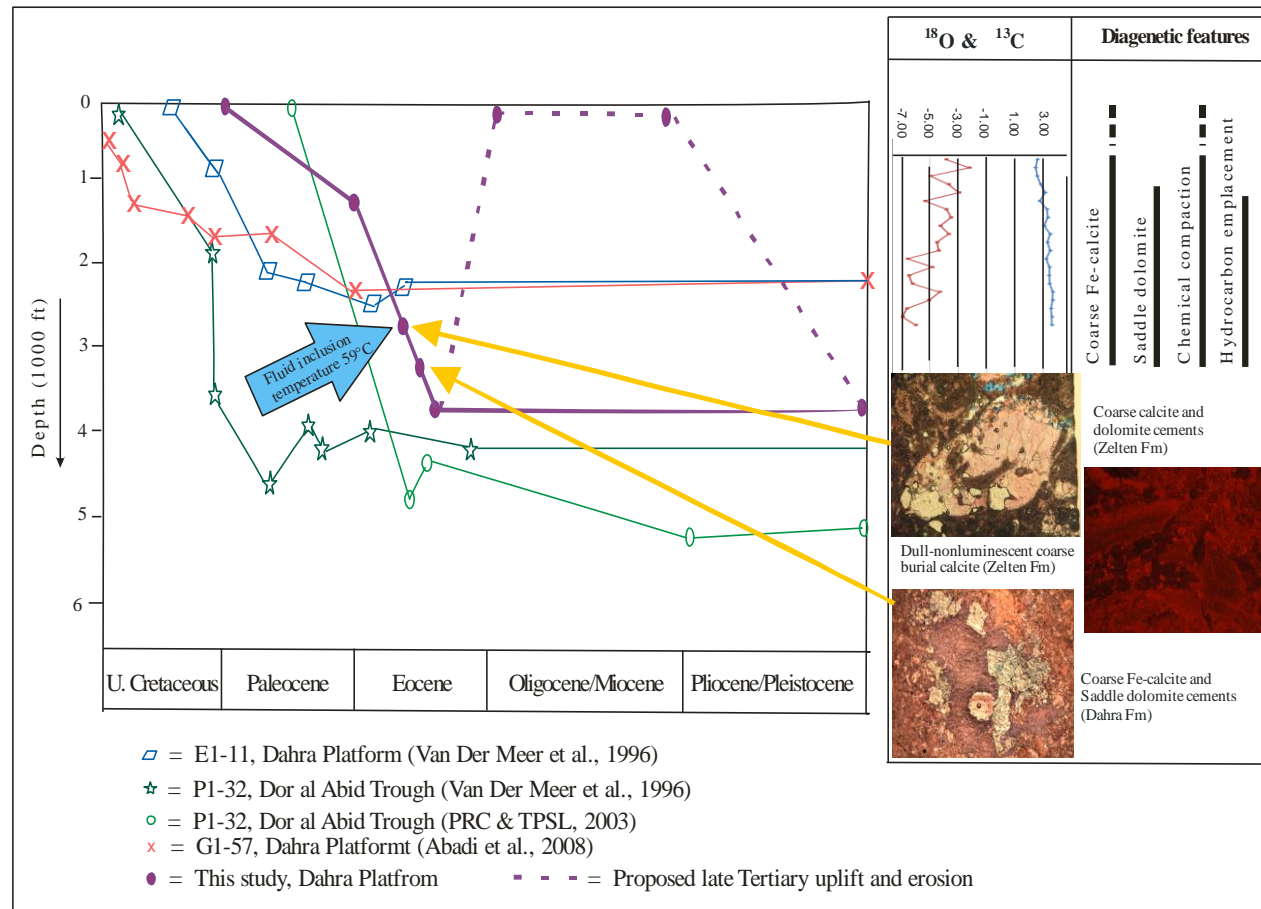 18O & 13C
Diagenetic features
-7.00
-5.00
-3.00
-1.00
1.00
3.00
Coarse Fe-calcite
Saddle dolomite
Chemical compaction
Hydrocarbon emplacement
Depth (1000 ft)
0
1
2
3
4
5
6
Fluid inclusion
temperature 59°C
Coarse calcite and
dolomite cements
(Zelten Fm)
Dull-nonluminescent coarse
burial calcite (Zelten Fm)
Coarse Fe-calcite and
Saddle dolomite cements
(Dahra Fm)
U. Cretaceous
Paleocene
Eocene
Oligocene/Miocene
Pliocene/Pleistocene
= E1-11, Dahra Platform (Van Der Meer et al., 1996)
= P1-32, Dor al Abid Trough (Van Der Meer et al., 1996)
= P1-32, Dor al Abid Trough (PRC & TPSL, 2003)
x = G1-57, Dahra Platformt (Abadi et al., 2008)
= This study, Dahra Platfrom
= Proposed late Tertiary uplift and erosion